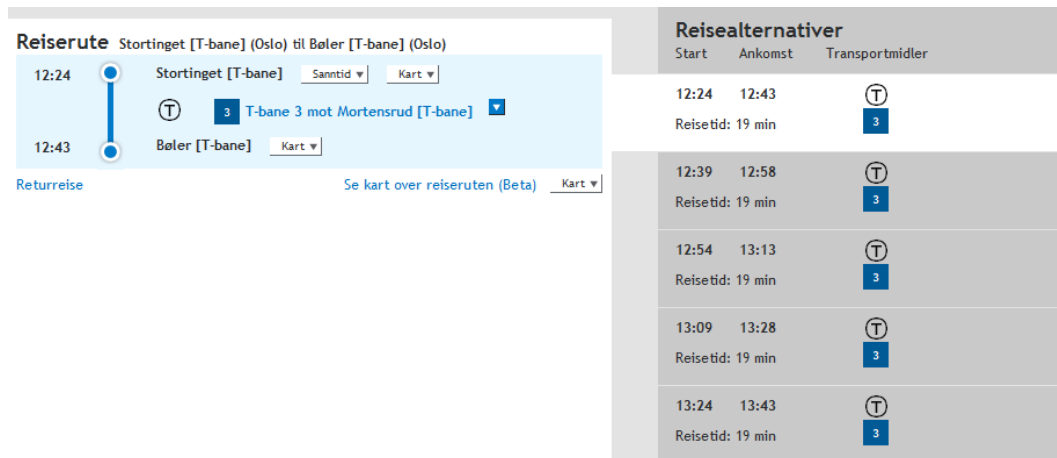 Reiserute Stortinget [T-bane] (Oslo) til Bøler [T-bane] (Oslo)
12:24 Stortinget [T-bane] Sanntid ▼ Kart ▼
T 3 T-bane 3 mot Mortensrud [T-bane]
12:43 Bøler [T-bane] Kart ▼
Returreise Se kart over reiseruten (Beta) Kart ▼
Reisealternativer
Start Ankomst Transportmidler
12:24 12:43 T
Reisetid: 19 min 3
12:39 12:58 T
Reisetid: 19 min 3
12:54 13:13 T
Reisetid: 19 min 3
13:09 13:28 T
Reisetid: 19 min 3
13:24 13:43 T
Reisetid: 19 min 3